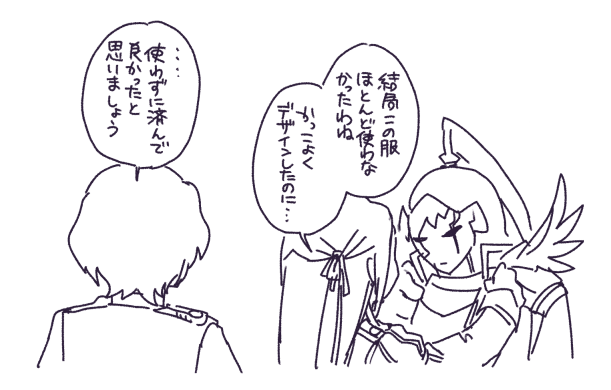 結局この服
ほとんど使わな
かったわね
かっこよく
デザインしたのに…
……
使わずに済んで
良かったと
思いましょう